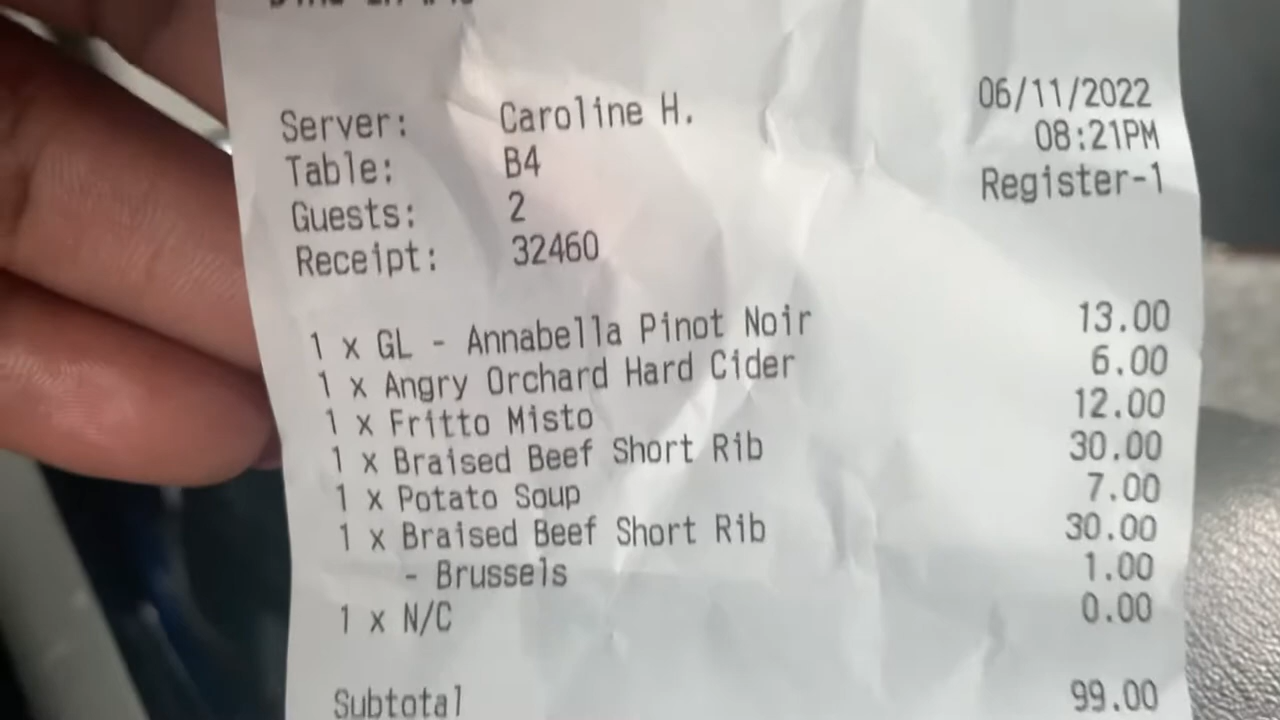 Server: Caroline H. 06/11/2022
Table: B4 08:21PM
Guests: 2 Register-1
Receipt: 32460
1 x GL - Annabella Pinot Noir 13.00
1 x Angry Orchard Hard Cider 6.00
1 x Fritto Misto 12.00
1 x Braised Beef Short Rib 30.00
1 x Potato Soup 7.00
1 x Braised Beef Short Rib 30.00
- Brussels 1.00
1 x N/C 0.00
Subtotal 99.00